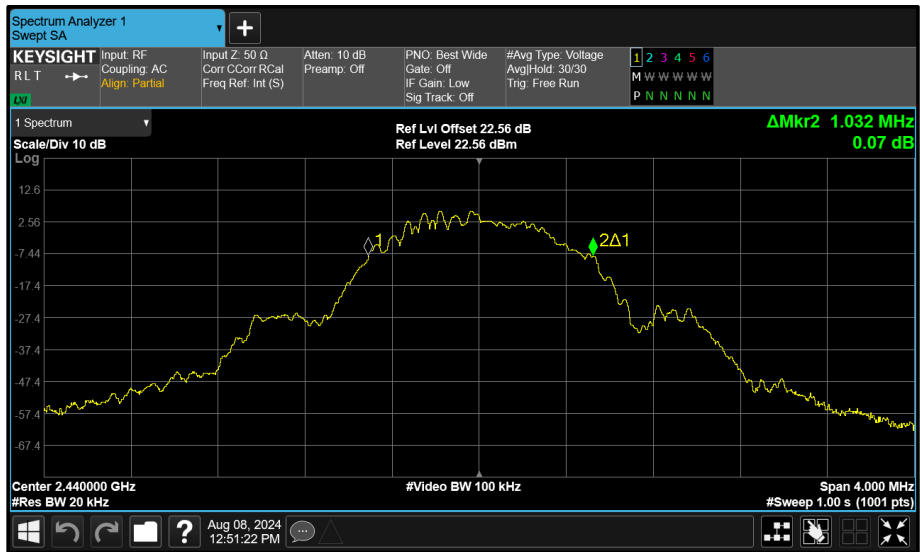 Spectrum Analyzer 1
Swept SA
KEYSIGHT
R L T
LXI
Input: RF
Coupling: AC
Align: Partial
Input Z: 50 Ω
Corr CCorr RCal
Freq Ref: Int (S)
Atten: 10 dB
Preamp: Off
PNO: Best Wide
Gate: Off
IF Gain: Low
Sig Track: Off
#Avg Type: Voltage
Avg|Hold: 30/30
Trig: Free Run
1 2 3 4 5 6
M W W W W W
P N N N N N
1 Spectrum
Scale/Div 10 dB
Ref Lvl Offset 22.56 dB
Ref Level 22.56 dBm
ΔMkr2 1.032 MHz
0.07 dB
Log
12.6
2.56
-7.44
-17.4
-27.4
-37.4
-47.4
-57.4
-67.4
1
2Δ1
Center 2.440000 GHz
#Res BW 20 kHz
#Video BW 100 kHz
Span 4.000 MHz
#Sweep 1.00 s (1001 pts)
?
Aug 08, 2024
12:51:22 PM